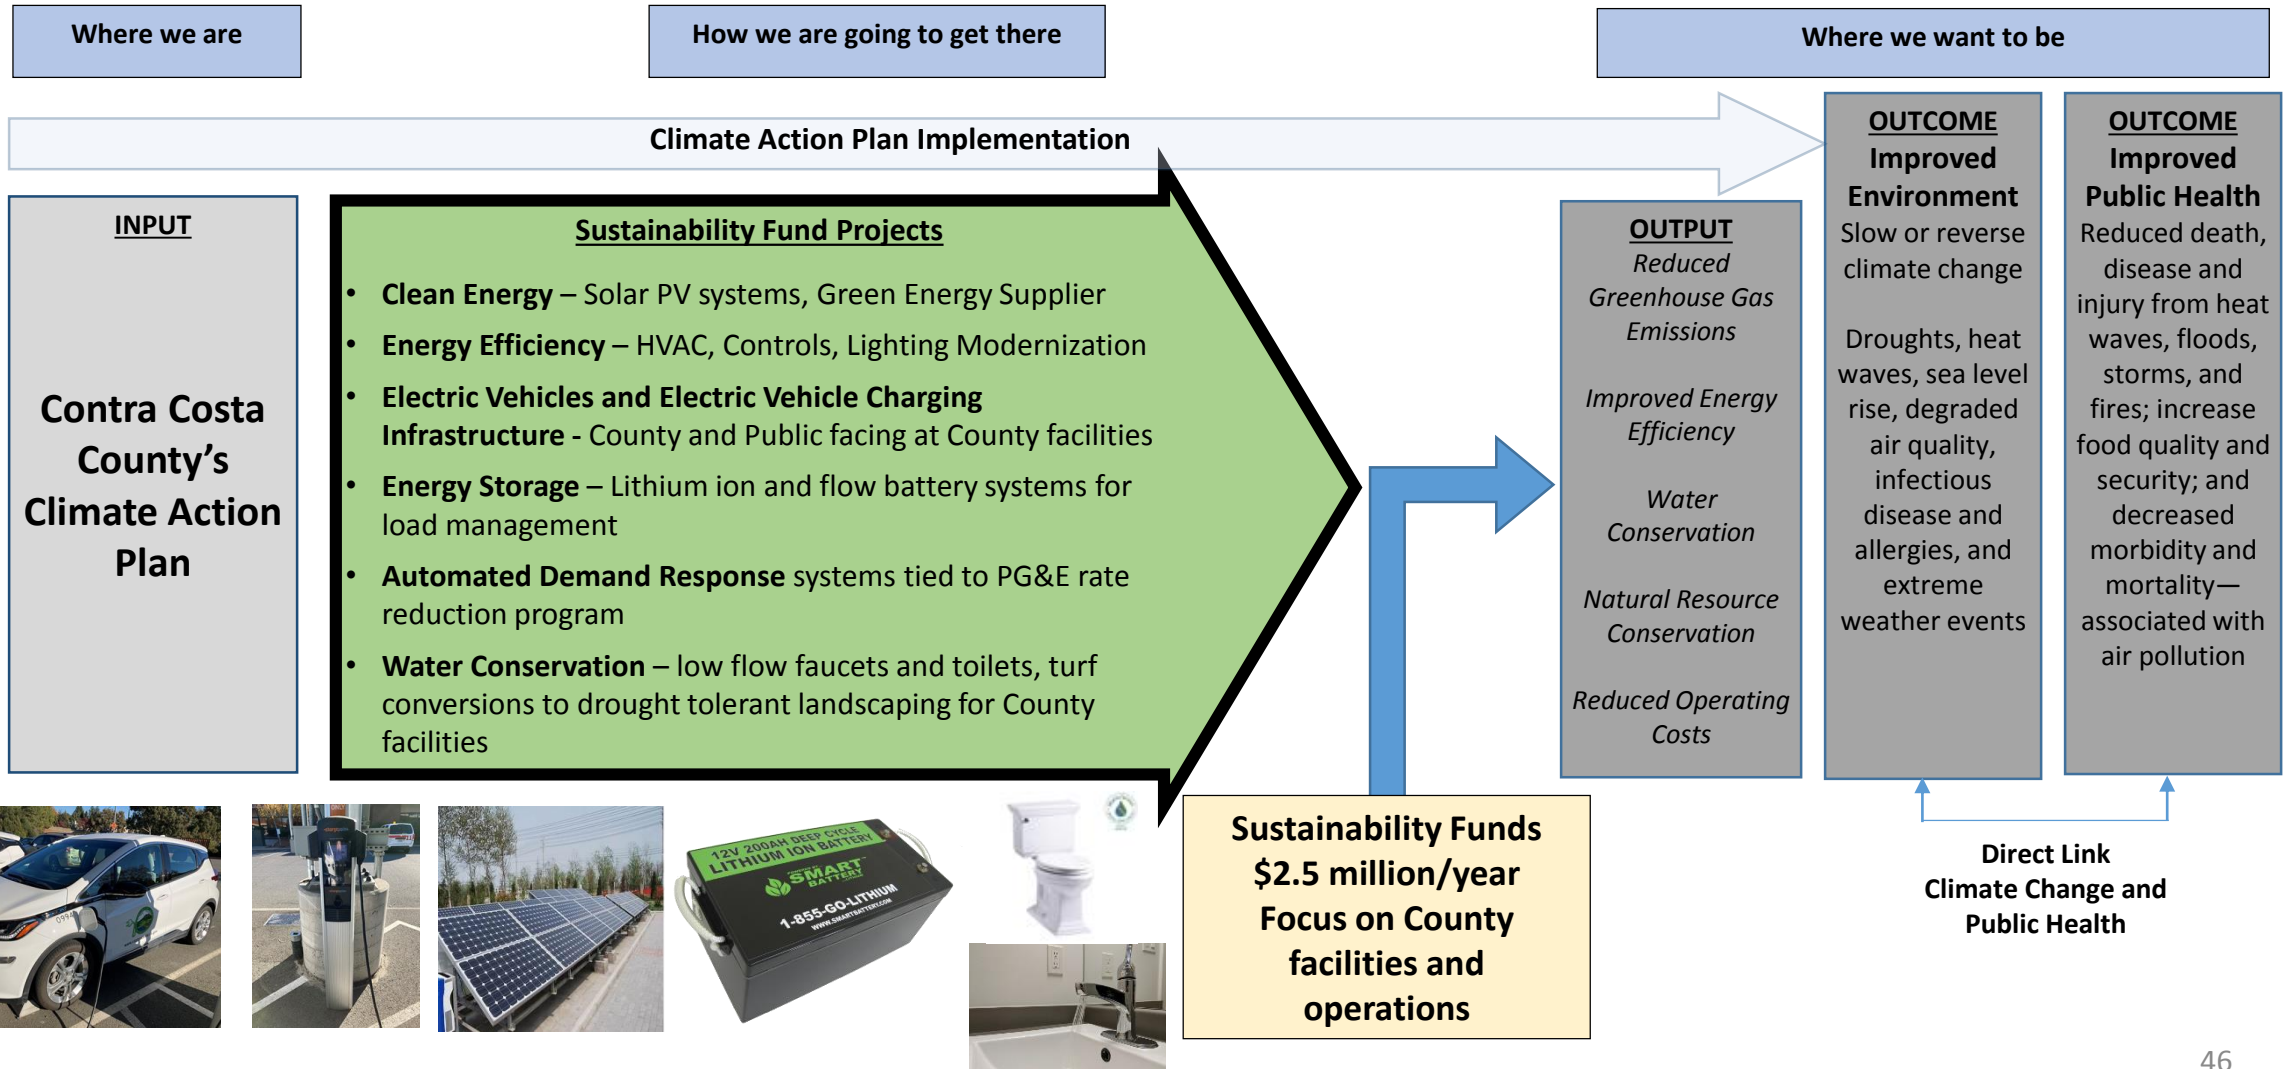 Where we are
How we are going to get there
Where we want to be
Climate Action Plan Implementation
INPUT
Contra Costa
County’s
Climate Action
Plan
Sustainability Fund Projects
• Clean Energy – Solar PV systems, Green Energy Supplier
• Energy Efficiency – HVAC, Controls, Lighting Modernization
• Electric Vehicles and Electric Vehicle Charging
Infrastructure - County and Public facing at County facilities
• Energy Storage – Lithium ion and flow battery systems for
load management
• Automated Demand Response systems tied to PG&E rate
reduction program
• Water Conservation – low flow faucets and toilets, turf
conversions to drought tolerant landscaping for County
facilities
OUTPUT
Reduced
Greenhouse Gas
Emissions
Improved Energy
Efficiency
Water
Conservation
Natural Resource
Conservation
Reduced Operating
Costs
OUTCOME
Improved
Environment
Slow or reverse
climate change
Droughts, heat
waves, sea level
rise, degraded
air quality,
infectious
disease and
allergies, and
extreme
weather events
OUTCOME
Improved
Public Health
Reduced death,
disease and
injury from heat
waves, floods,
storms, and
fires; increase
food quality and
security; and
decreased
morbidity and
mortality—
associated with
air pollution
0994
12V 200AH DEEP CYCLE
LITHIUM ION BATTERY
SMART
BATTERY
1-855-GO-LITHIUM
WWW.SMARTBATTERY.COM
Sustainability Funds
$2.5 million/year
Focus on County
facilities and
operations
Direct Link
Climate Change and
Public Health
46